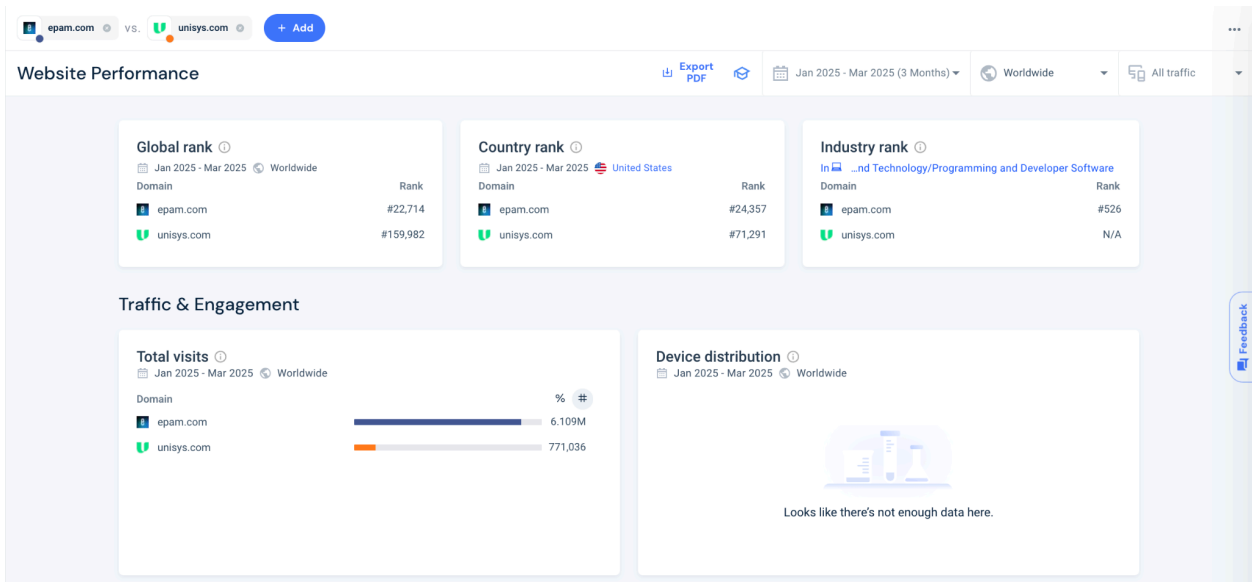 epam.com vs. unisys.com + Add
Website Performance
Export
PDF
Jan 2025 - Mar 2025 (3 Months)
Worldwide
All traffic
Global rank
Jan 2025 - Mar 2025 Worldwide
Domain Rank
epam.com #22,714
unisys.com #159,982
Country rank
Jan 2025 - Mar 2025 United States
Domain Rank
epam.com #24,357
unisys.com #71,291
Industry rank
In ...nd Technology/Programming and Developer Software
Domain Rank
epam.com #526
unisys.com N/A
Traffic & Engagement
Total visits
Jan 2025 - Mar 2025 Worldwide
Domain % #
epam.com 6.109M
unisys.com 771,036
Device distribution
Jan 2025 - Mar 2025 Worldwide
Looks like there's not enough data here.
Feedback